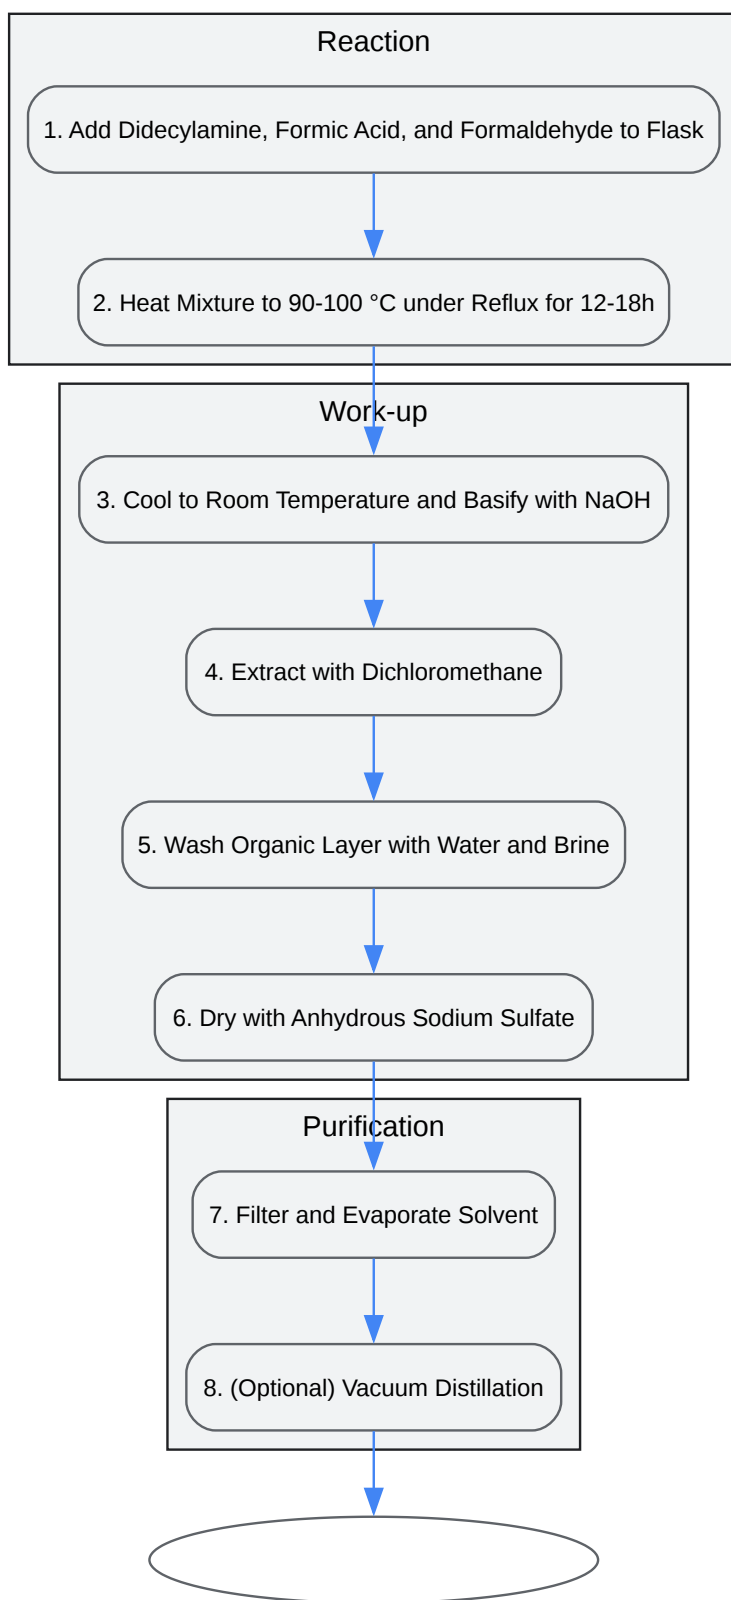 Reaction
1. Add Didecylamine, Formic Acid, and Formaldehyde to Flask
2. Heat Mixture to 90-100 °C under Reflux for 12-18h
Work-up
3. Cool to Room Temperature and Basify with NaOH
4. Extract with Dichloromethane
5. Wash Organic Layer with Water and Brine
6. Dry with Anhydrous Sodium Sulfate
Purification
7. Filter and Evaporate Solvent
8. (Optional) Vacuum Distillation